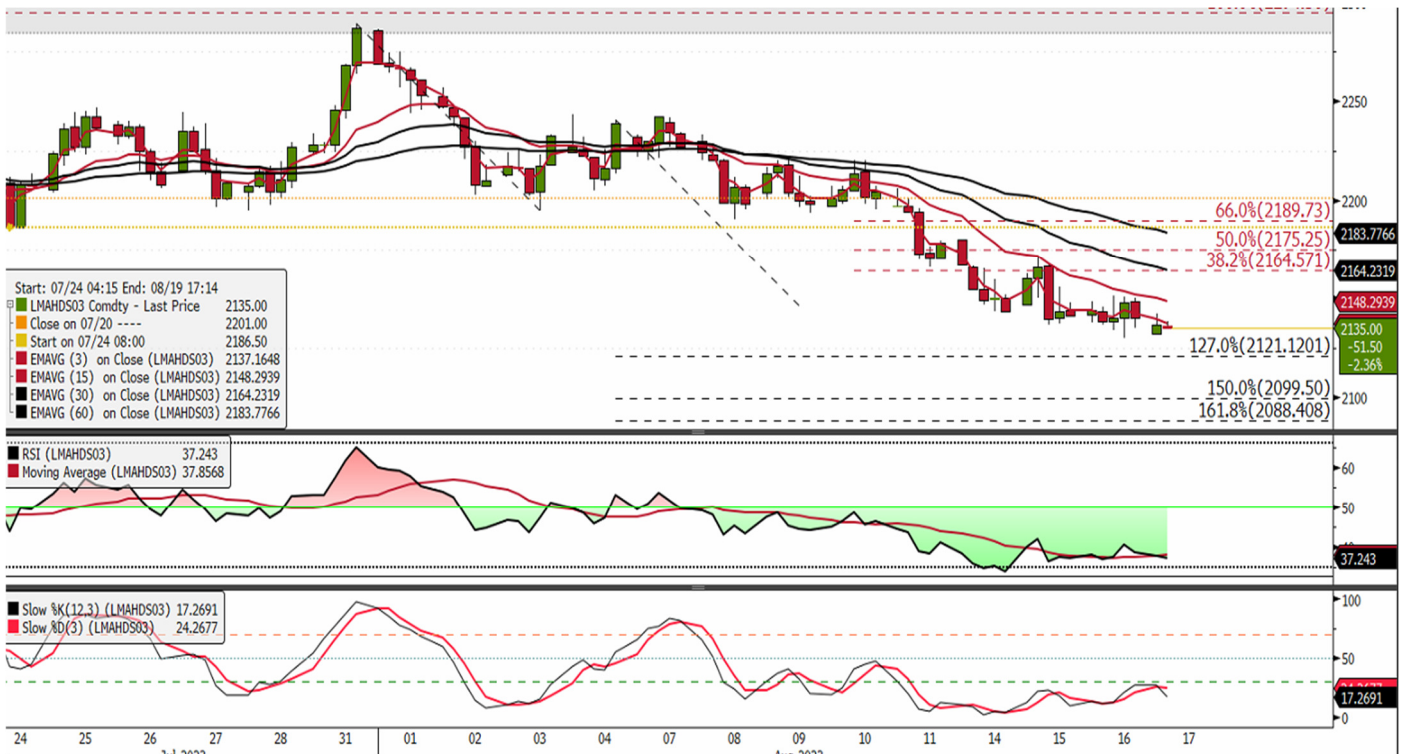 2250
2200
66.0%(2189.73)
2183.7766
50.0%(2175.25)
38.2%(2164.571)
2164.2319
2148.2939
2135.00
-51.50
-2.36%
127.0%(2121.1201)
150.0%(2099.50)
2100
161.8%(2088.408)
Start: 07/24 04:15 End: 08/19 17:14
LMAHDS03 Comdty - Last Price 2135.00
Close on 07/20 ---- 2201.00
Start on 07/24 08:00 2186.50
EMAVG (3) on Close (LMAHDS03) 2137.1648
EMAVG (15) on Close (LMAHDS03) 2148.2939
EMAVG (30) on Close (LMAHDS03) 2164.2319
EMAVG (60) on Close (LMAHDS03) 2183.7766
RSI (LMAHDS03) 37.243
Moving Average (LMAHDS03) 37.8568
60
50
37.243
Slow %K(12,3) (LMAHDS03) 17.2691
Slow %D(3) (LMAHDS03) 24.2677
100
50
17.2691
0
24 25 26 27 28 31 01 02 03 04 07 08 09 10 11 14 15 16 17